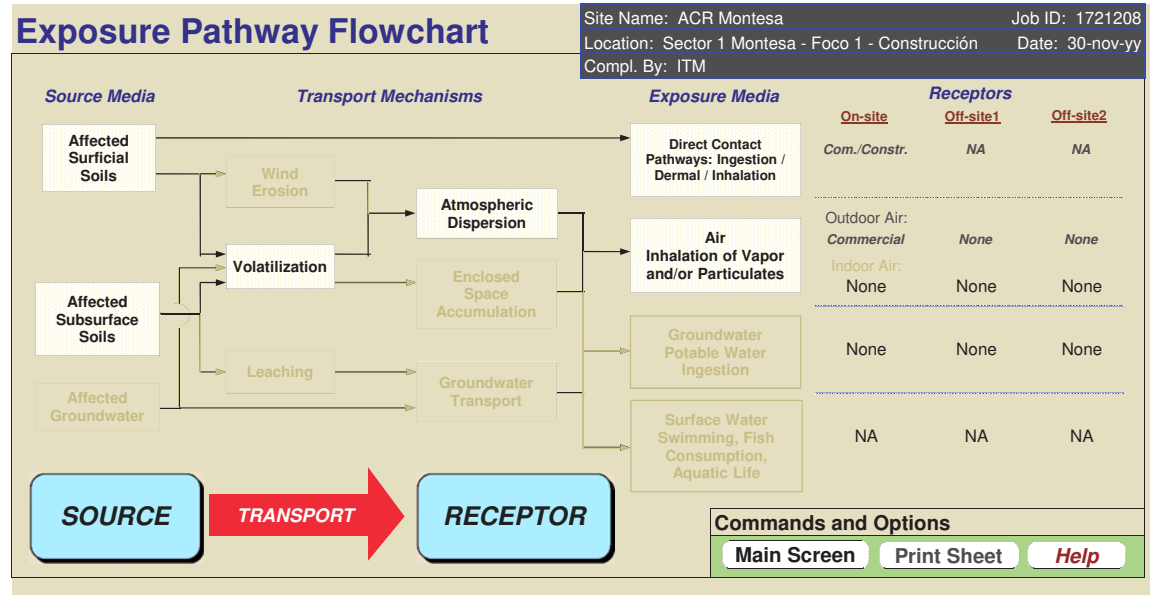 Exposure Pathway Flowchart
Site Name: ACR Montesa Job ID: 1721208
Location: Sector 1 Montesa - Foco 1 - Construcción Date: 30-nov-yy
Compl. By: ITM
Source Media
Transport Mechanisms
Exposure Media
Receptors
On-site Off-site1 Off-site2
Affected
Surficial
Soils
Wind
Erosion
Volatilization
Atmospheric
Dispersion
Direct Contact
Pathways: Ingestion /
Dermal / Inhalation
Com./Constr. NA NA
Air
Inhalation of Vapor
and/or Particulates
Outdoor Air:
Commercial None None
Indoor Air:
None None None
Affected
Subsurface
Soils
Enclosed
Space
Accumulation
Leaching
Groundwater
Transport
Affected
Groundwater
Groundwater
Potable Water
Ingestion
None None None
Surface Water
Swimming, Fish
Consumption,
Aquatic Life
NA NA NA
SOURCE
TRANSPORT
RECEPTOR
Commands and Options
Main Screen Print Sheet Help